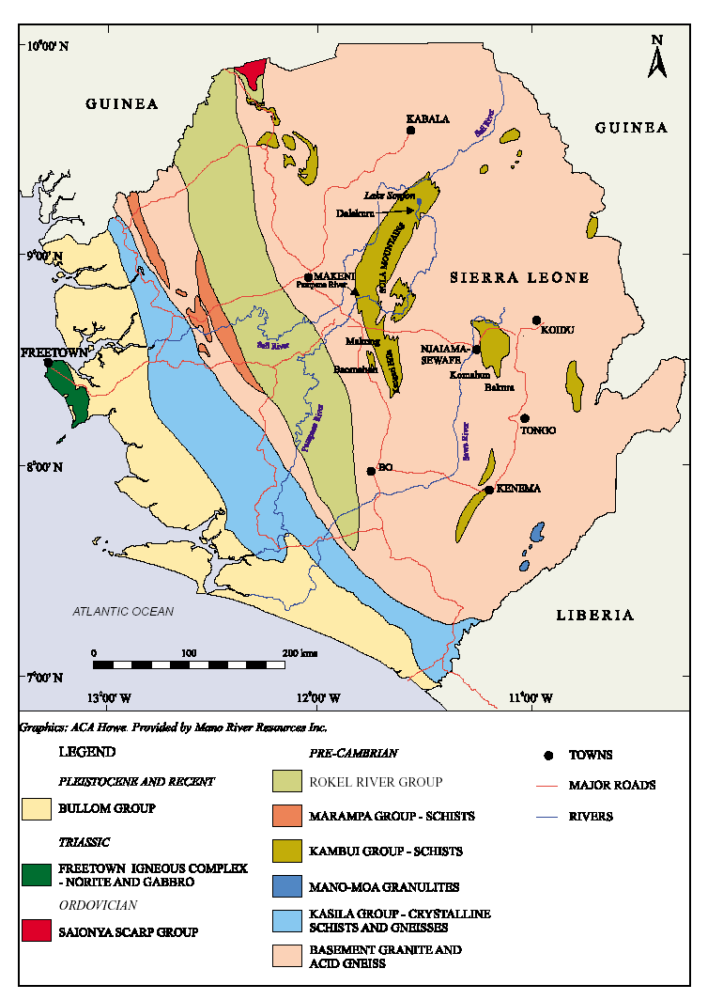 10°00' N
N
GUINEA
KABALA
Sall River
GUINEA
Lake Sonfon
Dalakuru
9°00' N
SULA MOUNTAINS
SIERRA LEONE
MAKENI
Pampana River
KOIDU
FREETOWN
Sell River
Makong
NJAIAMA-
SEWAFE
Baomahun
Kangari Hills
Komahun
Bakura
Pampana River
TONGO
Sewa River
8°00' N
BO
KENEMA
ATLANTIC OCEAN
LIBERIA
0 100 200 kms
7°00' N
13°00' W 12°00' W 11°00' W
Graphics: ACA Howe. Provided by Mano River Resources Inc.
LEGEND
PLEISTOCENE AND RECENT
BULLOM GROUP
TRIASSIC
FREETOWN IGNEOUS COMPLEX
- NORITE AND GABBRO
ORDOVICIAN
SAIONYA SCARP GROUP
PRE-CAMBRIAN
ROKEL RIVER GROUP
MARAMPA GROUP - SCHISTS
KAMBUI GROUP - SCHISTS
MANO-MOA GRANULITES
KASILA GROUP - CRYSTALLINE
SCHISTS AND GNEISSES
BASEMENT GRANITE AND
ACID GNEISS
TOWNS
MAJOR ROADS
RIVERS